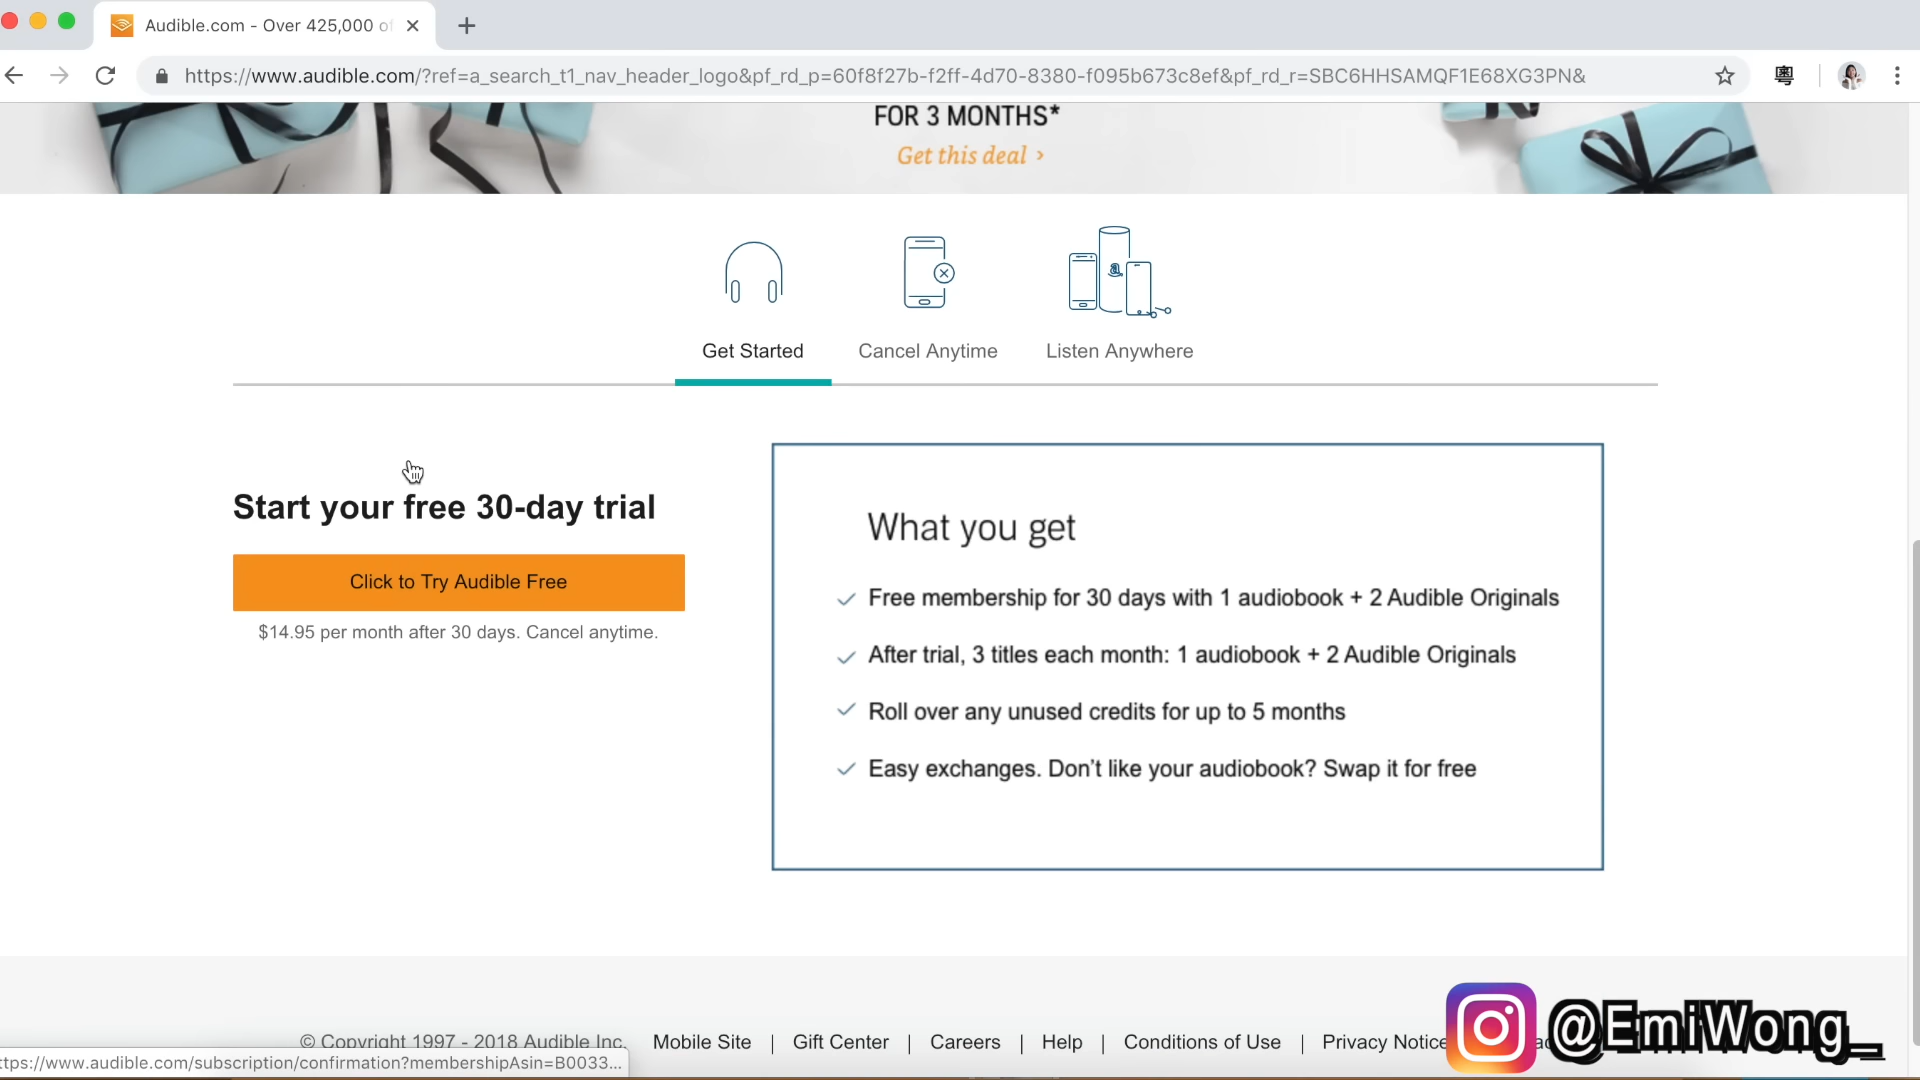 Audible.com - Over 425,000 of
https://www.audible.com/?ref=a_search_t1_nav_header_logo&pf_rd_p=60f8f27b-f2ff-4d70-8380-f095b673c8ef&pf_rd_r=SBC6HHSAMQF1E68XG3PN&
粵
FOR 3 MONTHS*
Get this deal ›
Get Started
Cancel Anytime
Listen Anywhere
Start your free 30-day trial
Click to Try Audible Free
$14.95 per month after 30 days. Cancel anytime.
What you get
Free membership for 30 days with 1 audiobook + 2 Audible Originals
After trial, 3 titles each month: 1 audiobook + 2 Audible Originals
Roll over any unused credits for up to 5 months
Easy exchanges. Don't like your audiobook? Swap it for free
© Copyright 1997 - 2018 Audible Inc. Mobile Site | Gift Center | Careers | Help | Conditions of Use | Privacy Notice
ttps://www.audible.com/subscription/confirmation?membershipAsin=B0033...
@EmiWong_